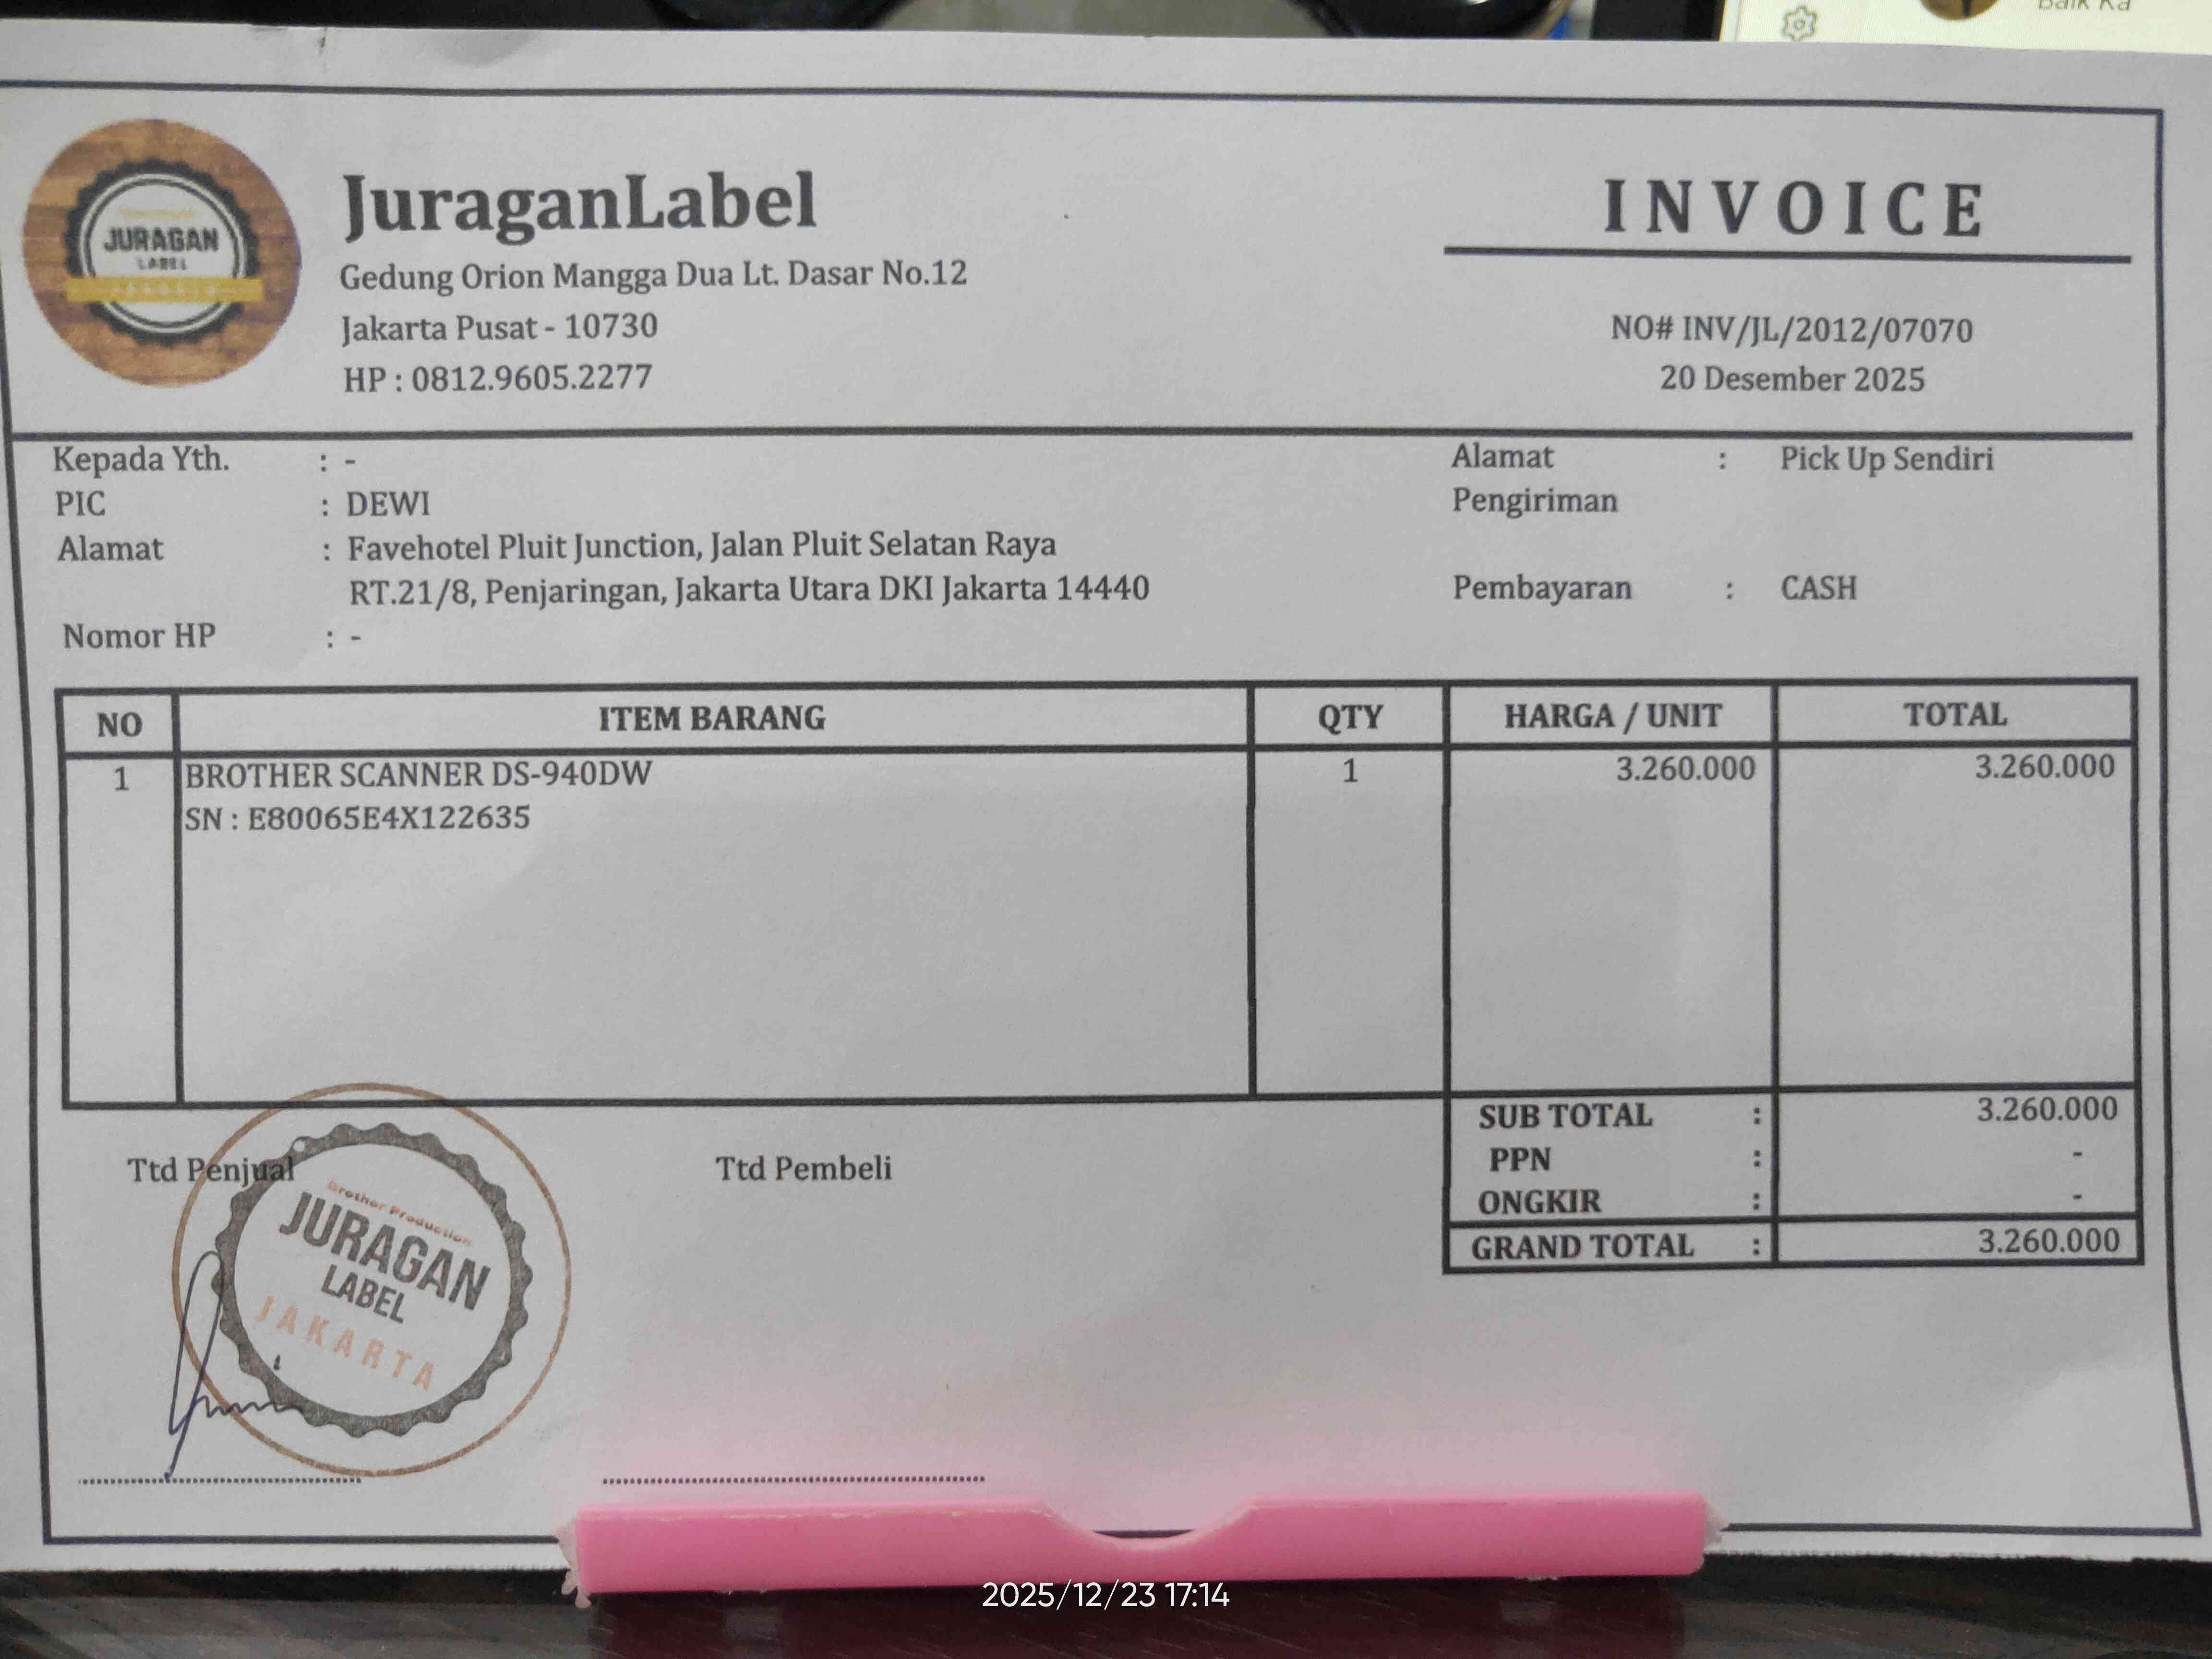 JURAGAN
LABEL
JuraganLabel
Gedung Orion Mangga Dua Lt. Dasar No.12
Jakarta Pusat - 10730
HP : 0812.9605.2277
INVOICE
NO# INV/JL/2012/07070
20 Desember 2025
Kepada Yth. : -
PIC : DEWI
Alamat : Favehotel Pluit Junction, Jalan Pluit Selatan Raya
RT.21/8, Penjaringan, Jakarta Utara DKI Jakarta 14440
Nomor HP : -
Alamat : Pick Up Sendiri
Pengiriman
Pembayaran : CASH
NO ITEM BARANG QTY HARGA / UNIT TOTAL
1 BROTHER SCANNER DS-940DW 1 3.260.000 3.260.000
SN : E80065E4X122635
SUB TOTAL : 3.260.000
PPN : -
ONGKIR : -
GRAND TOTAL : 3.260.000
Ttd Penjual Ttd Pembeli
Brother Production
JURAGAN
LABEL
JAKARTA
2025/12/23 17:14